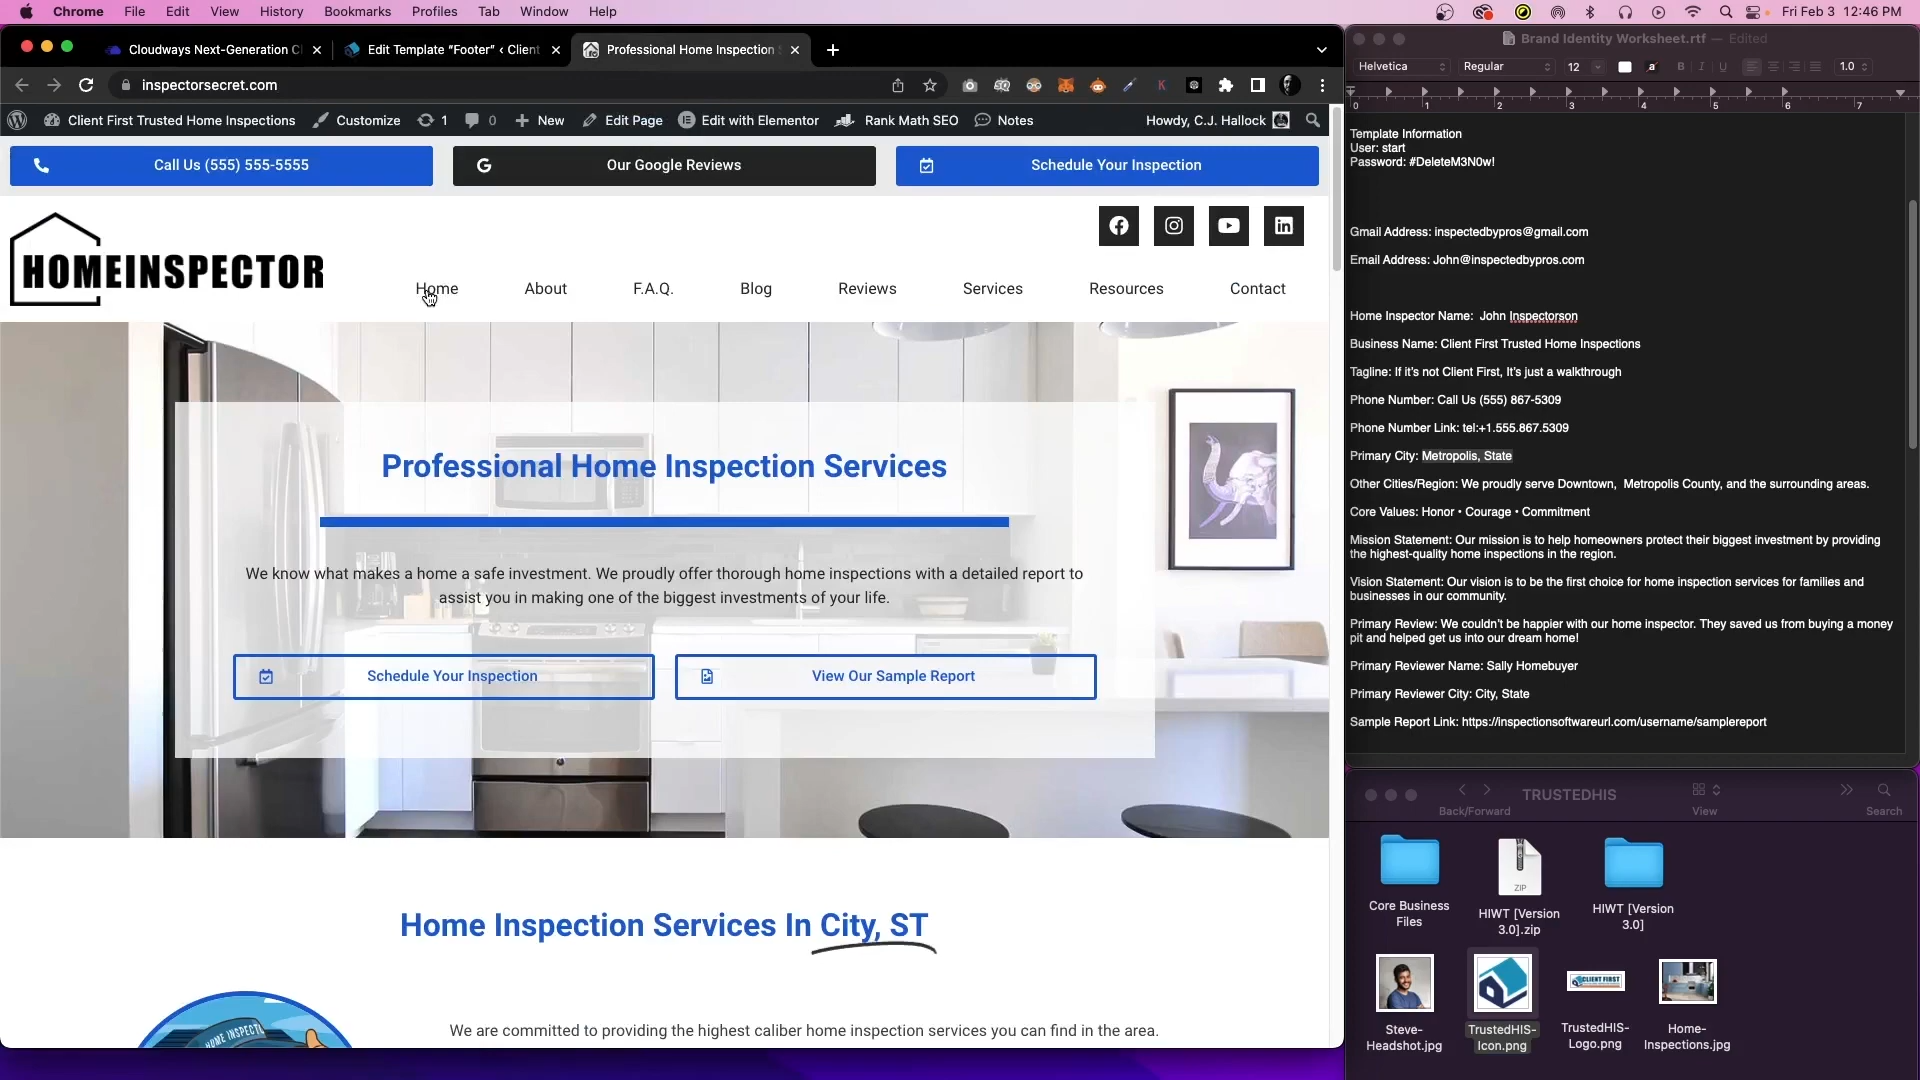 Chrome File Edit View History Bookmarks Profiles Tab Window Help
Fri Feb 3 12:46 PM
Cloudways Next-Generation C
Edit Template “Footer” ‹ Client
Professional Home Inspection S
inspectorsecret.com
Client First Trusted Home Inspections Customize 1 0 New Edit Page Edit with Elementor Rank Math SEO Notes Howdy, C.J. Hallock
Call Us (555) 555-5555
Our Google Reviews
Schedule Your Inspection
HOMEINSPECTOR
Home About F.A.Q. Blog Reviews Services Resources Contact
Professional Home Inspection Services
We know what makes a home a safe investment. We proudly offer thorough home inspections with a detailed report to
assist you in making one of the biggest investments of your life.
Schedule Your Inspection
View Our Sample Report
Home Inspection Services In City, ST
HOME INSPECTO
We are committed to providing the highest caliber home inspection services you can find in the area.
Brand Identity Worksheet.rtf — Edited
Helvetica Regular 12 a B I U 1.0
0 1 2 3 4 5 6 7
Template Information
User: start
Password: #DeleteM3N0w!
Gmail Address: inspectedbypros@gmail.com
Email Address: John@inspectedbypros.com
Home Inspector Name: John Inspectorson
Business Name: Client First Trusted Home Inspections
Tagline: If it’s not Client First, It’s just a walkthrough
Phone Number: Call Us (555) 867-5309
Phone Number Link: tel:+1.555.867.5309
Primary City: Metropolis, State
Other Cities/Region: We proudly serve Downtown, Metropolis County, and the surrounding areas.
Core Values: Honor • Courage • Commitment
Mission Statement: Our mission is to help homeowners protect their biggest investment by providing
the highest-quality home inspections in the region.
Vision Statement: Our vision is to be the first choice for home inspection services for families and
businesses in our community.
Primary Review: We couldn’t be happier with our home inspector. They saved us from buying a money
pit and helped get us into our dream home!
Primary Reviewer Name: Sally Homebuyer
Primary Reviewer City: City, State
Sample Report Link: https://inspectionsoftwareurl.com/username/samplereport
TRUSTEDHIS
Back/Forward View Search
Core Business
Files
ZIP
HIWT [Version
3.0].zip
HIWT [Version
3.0]
Steve-
Headshot.jpg
TrustedHIS-
Icon.png
CLIENT FIRST
TrustedHIS-
Logo.png
Home-
Inspections.jpg